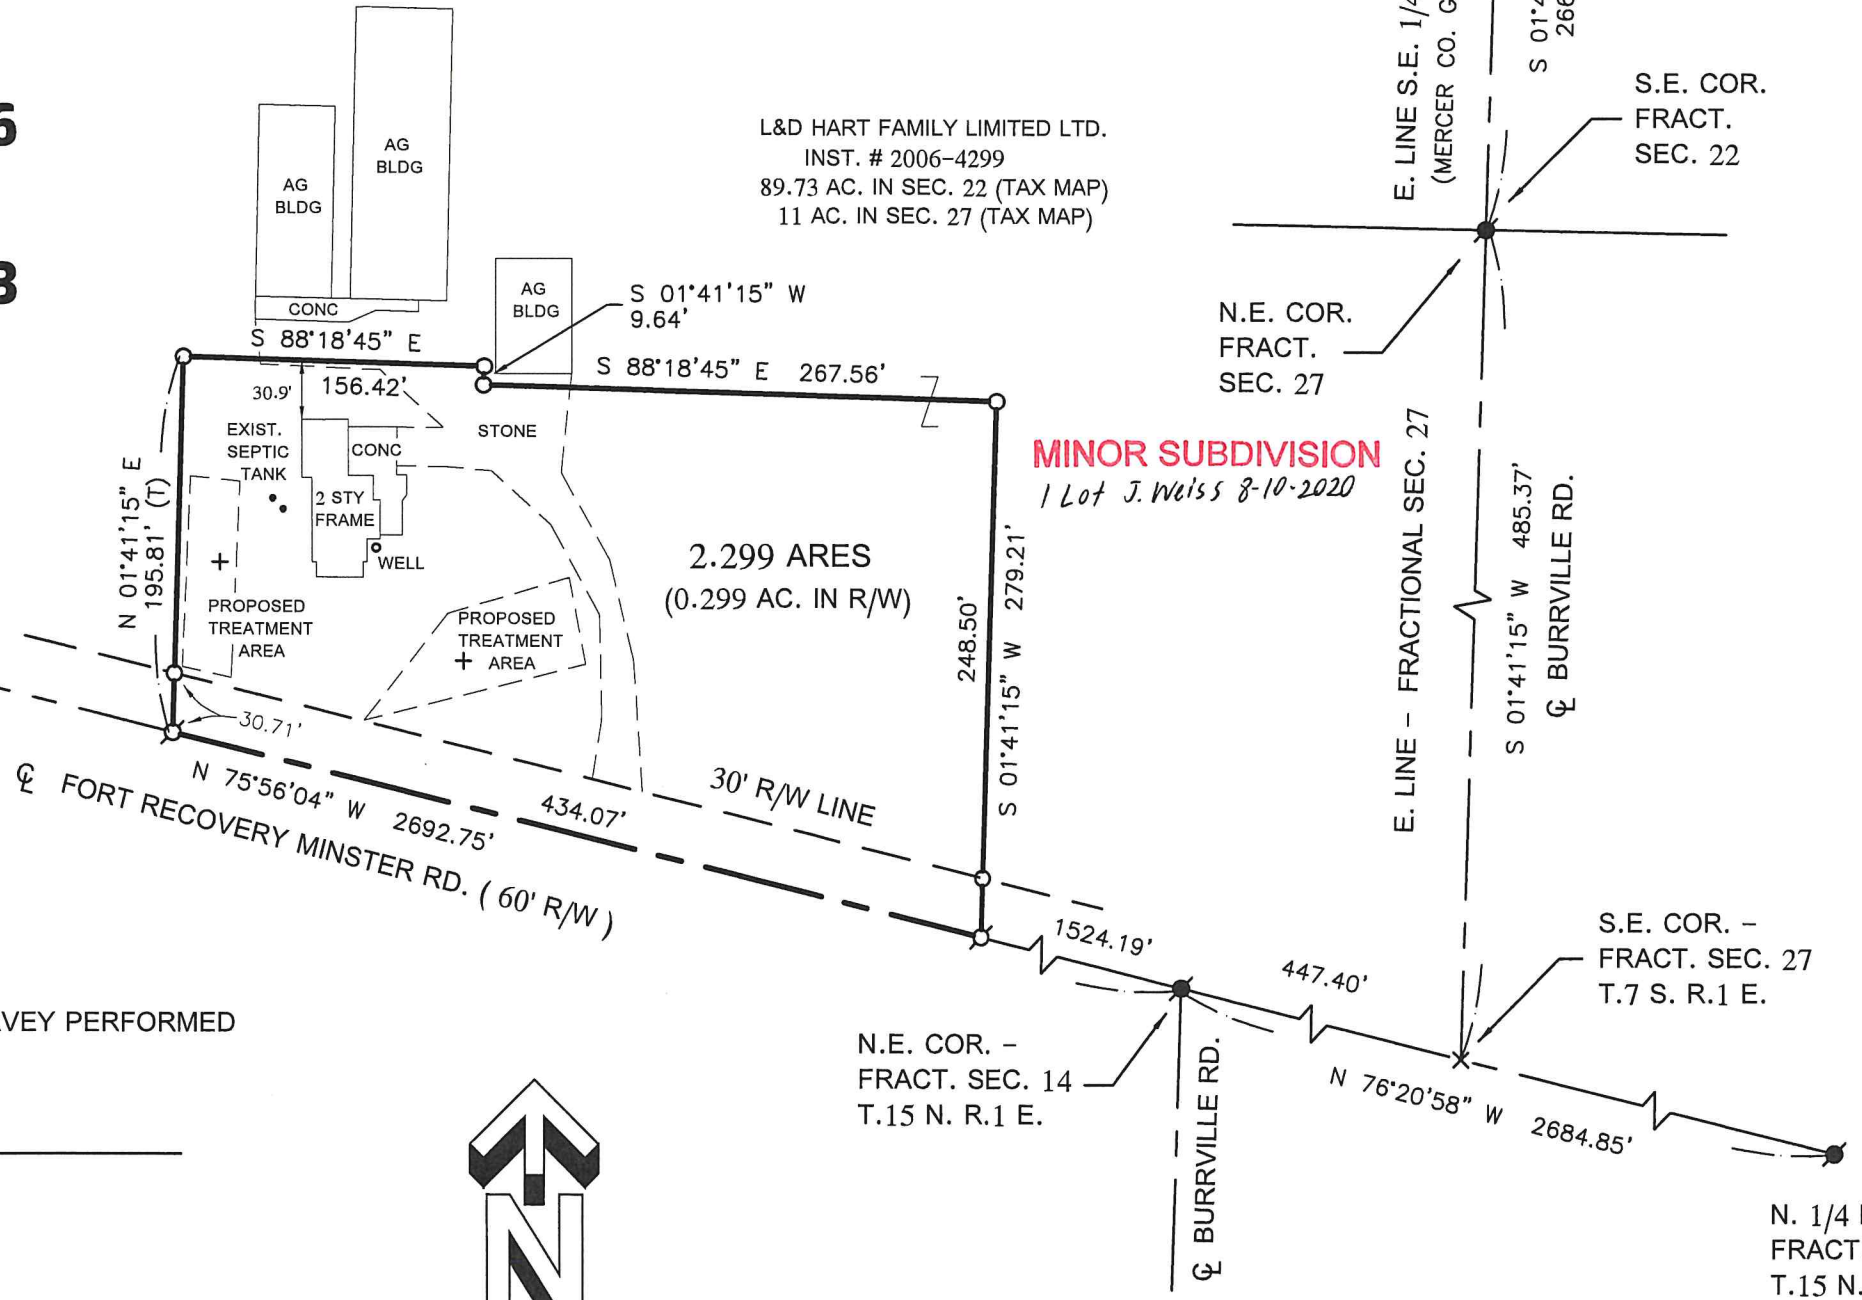 6
3
AG
BLDG
AG
BLDG
CONC
AG
BLDG
L&D HART FAMILY LIMITED LTD.
INST. # 2006-4299
89.73 AC. IN SEC. 22 (TAX MAP)
11 AC. IN SEC. 27 (TAX MAP)
E. LINE S.E. 1/4
(MERCER CO. G
S 01°4
266
S.E. COR.
FRACT.
SEC. 22
N.E. COR.
FRACT.
SEC. 27
S 88°18'45" E
156.42'
S 01°41'15" W
9.64'
S 88°18'45" E 267.56'
30.9'
EXIST.
SEPTIC
TANK
CONC
STONE
2 STY
FRAME
WELL
N 01°41'15" E
195.81' (T)
PROPOSED
TREATMENT
AREA
PROPOSED
TREATMENT
AREA
2.299 ARES
(0.299 AC. IN R/W)
248.50'
S 01°41'15" W 279.21'
MINOR SUBDIVISION
1 Lot J. Weiss 8-10-2020
E. LINE - FRACTIONAL SEC. 27
S 01°41'15" W 485.37'
℄ BURRVILLE RD.
30.71'
30' R/W LINE
N 75°56'04" W 2692.75'
434.07'
℄ FORT RECOVERY MINSTER RD. ( 60' R/W )
1524.19'
447.40'
S.E. COR. -
FRACT. SEC. 27
T.7 S. R.1 E.
N.E. COR. -
FRACT. SEC. 14
T.15 N. R.1 E.
℄ BURRVILLE RD.
N 76°20'58" W 2684.85'
VEY PERFORMED
N
N. 1/4
FRACT
T.15 N.